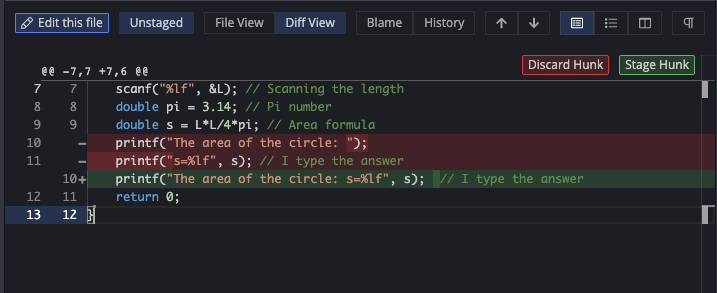 Edit this file Unstaged File View Diff View Blame History
Discard Hunk Stage Hunk
@@ -7,7 +7,6 @@
7 7 scanf("%lf", &L); // Scanning the length
8 8 double pi = 3.14; // Pi number
9 9 double s = L*L/4*pi; // Area formula
10 - printf("The area of the circle: ");
11 - printf("s=%lf", s); // I type the answer
10+ printf("The area of the circle: s=%lf", s);  // I type the answer
12 11 return 0;
13 12 }